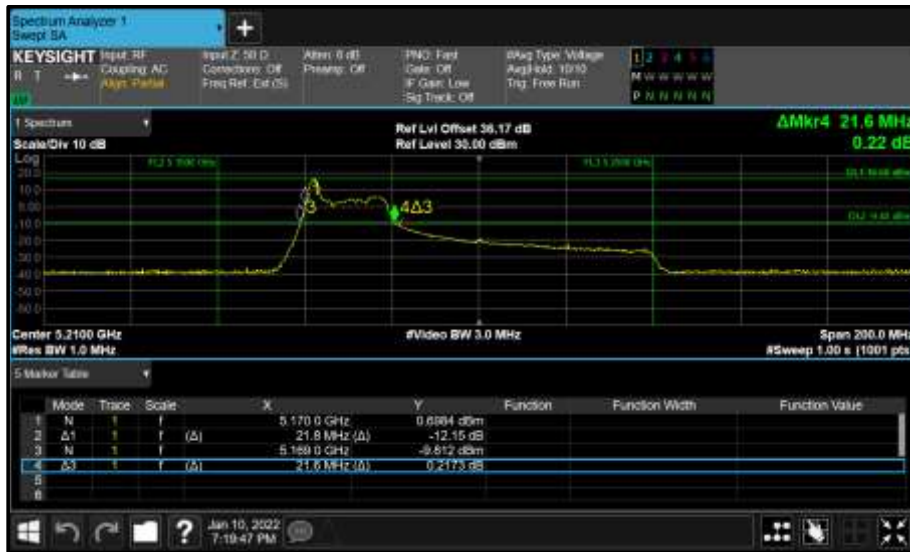 Spectrum Analyzer 1
Swept SA
+
KEYSIGHT
R T
Input: RF
Coupling: AC
Align: Partial
Input Z: 50 Ω
Corrections: Off
Freq Ref: Ext (S)
Atten: 6 dB
Preamp: Off
PNO: Fast
Gate: Off
IF Gain: Low
Sig Track: Off
#Avg Type: Voltage
Avg|Hold: 10/10
Trig: Free Run
1 2 3 4 5 6
M W W W W W
P N N N N N
1 Spectrum
Scale/Div 10 dB
Ref Lvl Offset 36.17 dB
Ref Level 30.00 dBm
ΔMkr4 21.6 MHz
0.22 dB
Log
20.0
10.0
0.00
-10.0
-20.0
-30.0
-40.0
-50.0
-60.0
3
4Δ3
Center 5.2100 GHz
#Res BW 1.0 MHz
#Video BW 3.0 MHz
Span 200.0 MHz
#Sweep 1.00 s (1001 pts
5 Marker Table
Mode Trace Scale X Y Function Function Width Function Value
1 N 1 f 5.170 0 GHz 0.6984 dBm
2 Δ1 1 f (Δ) 21.8 MHz (Δ) -12.15 dB
3 N 1 f 5.169 0 GHz -9.612 dBm
4 Δ3 1 f (Δ) 21.6 MHz (Δ) 0.2173 dB
5
6
?
Jan 10, 2022
7:19:47 PM